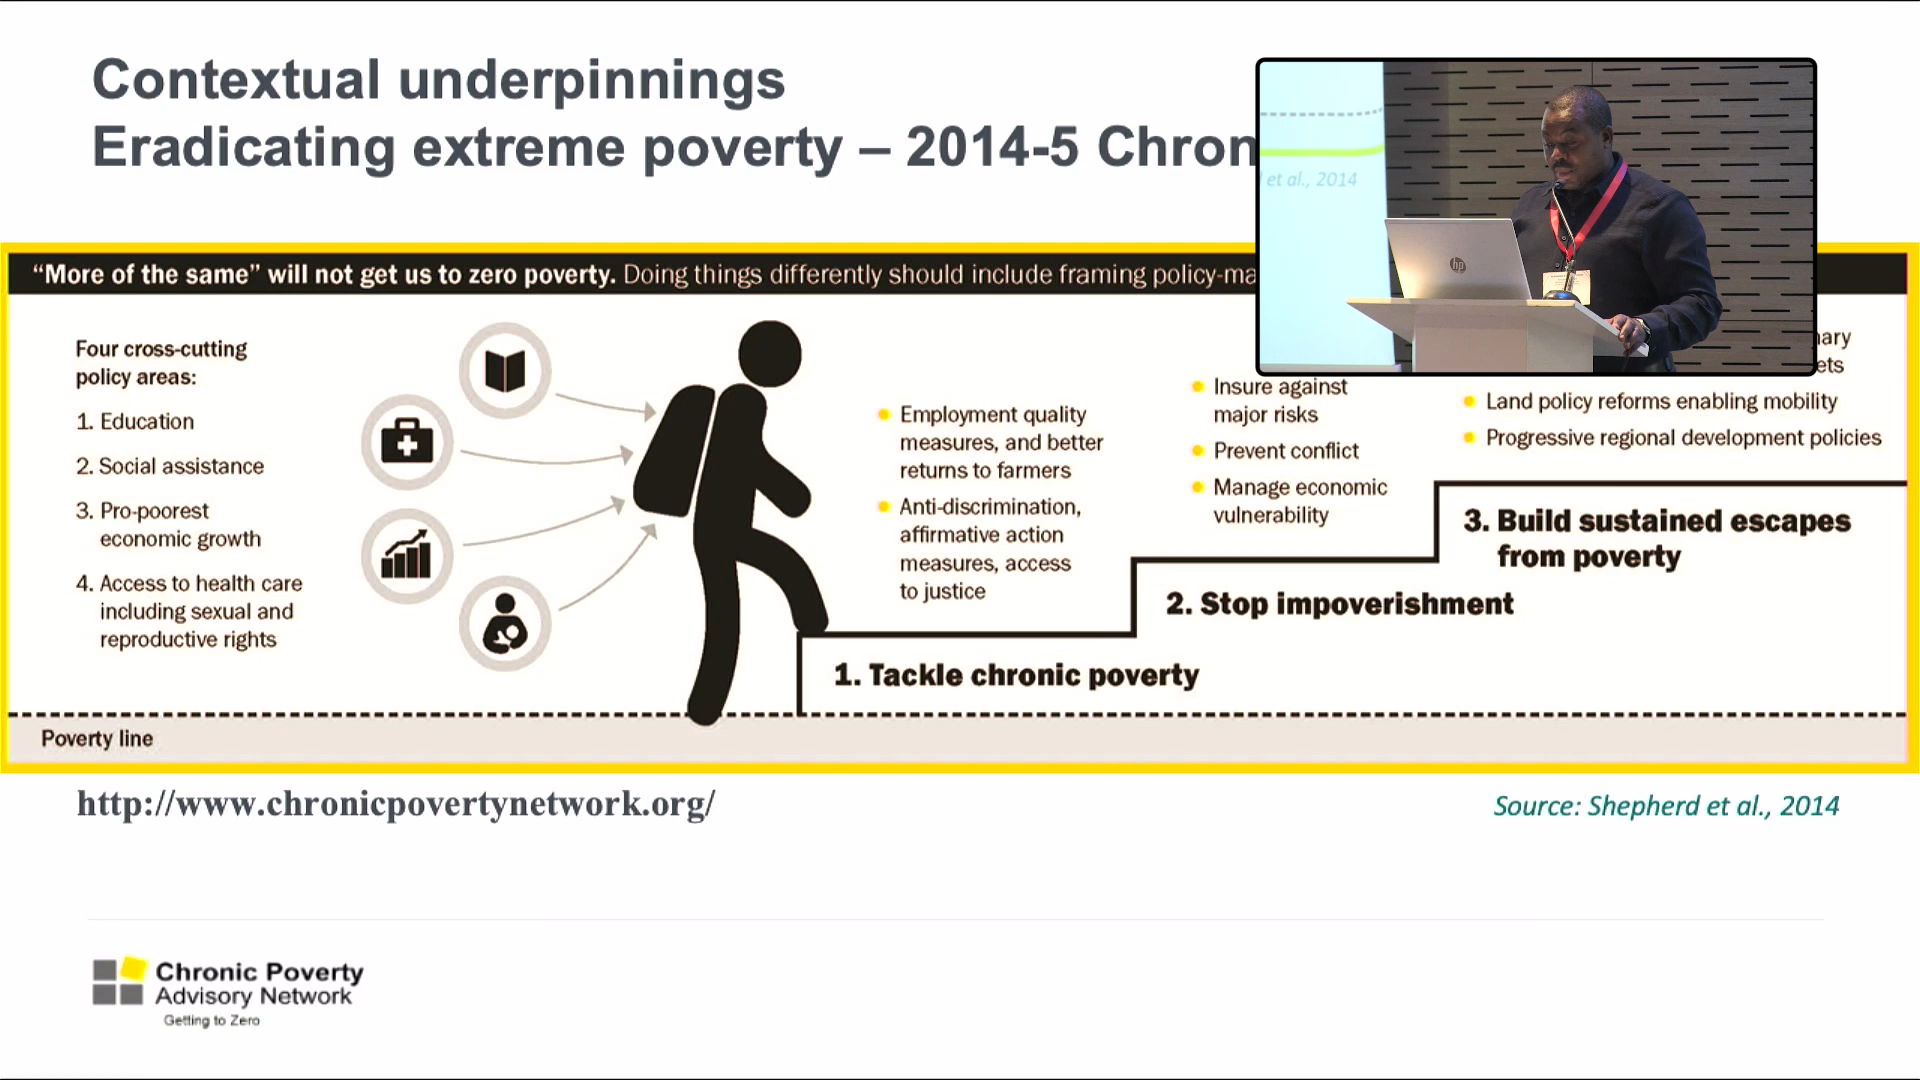 Contextual underpinnings
Eradicating extreme poverty – 2014-5 Chron
et al., 2014
hp
“More of the same” will not get us to zero poverty. Doing things differently should include framing policy-ma
Four cross-cutting
policy areas:
1. Education
2. Social assistance
3. Pro-poorest
economic growth
4. Access to health care
including sexual and
reproductive rights
Employment quality
measures, and better
returns to farmers
Anti-discrimination,
affirmative action
measures, access
to justice
1. Tackle chronic poverty
Insure against
major risks
Prevent conflict
Manage economic
vulnerability
2. Stop impoverishment
ary
ets
Land policy reforms enabling mobility
Progressive regional development policies
3. Build sustained escapes
from poverty
Poverty line
http://www.chronicpovertynetwork.org/
Source: Shepherd et al., 2014
Chronic Poverty
Advisory Network
Getting to Zero